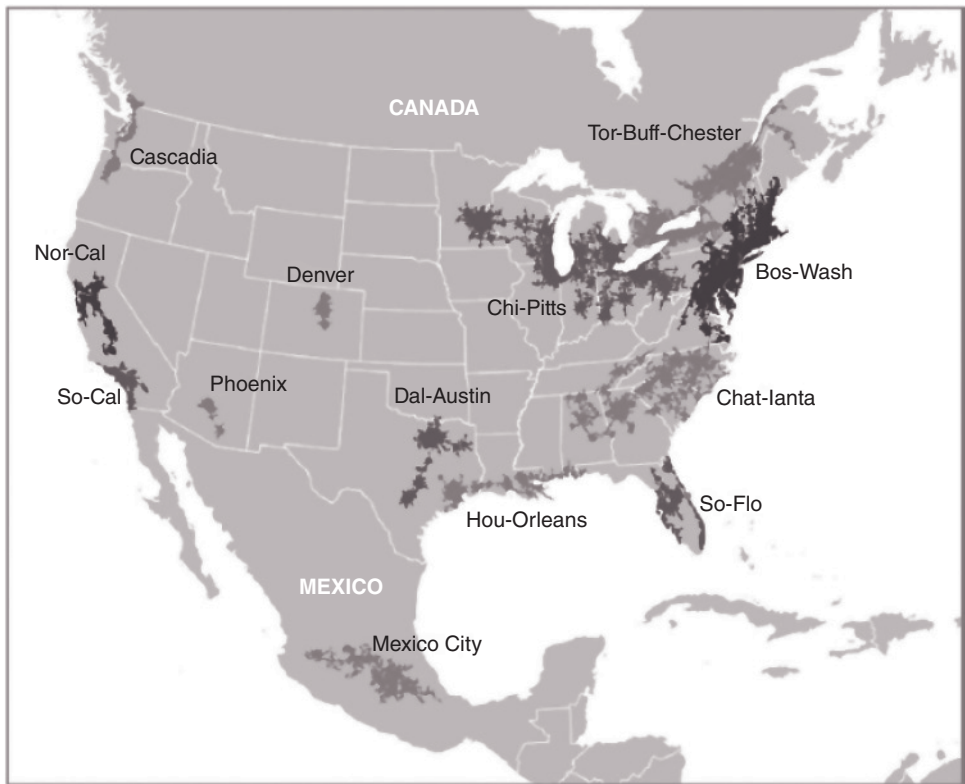 CANADA
Tor-Buff-Chester
Cascadia
Nor-Cal
Denver
Bos-Wash
Chi-Pitts
Phoenix
So-Cal
Dal-Austin
Chat-lanta
So-Flo
Hou-Orleans
MEXICO
Mexico City